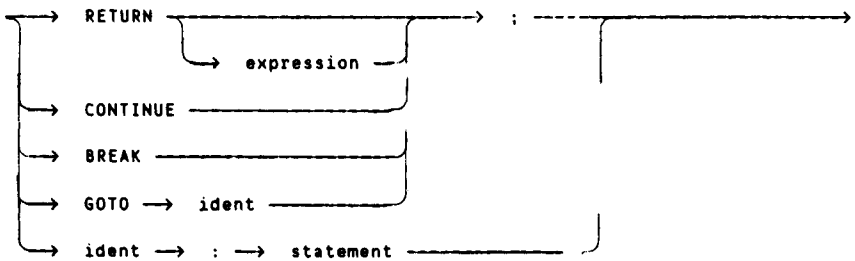 RETURN ;
expression
CONTINUE
BREAK
GOTO ident
ident : statement